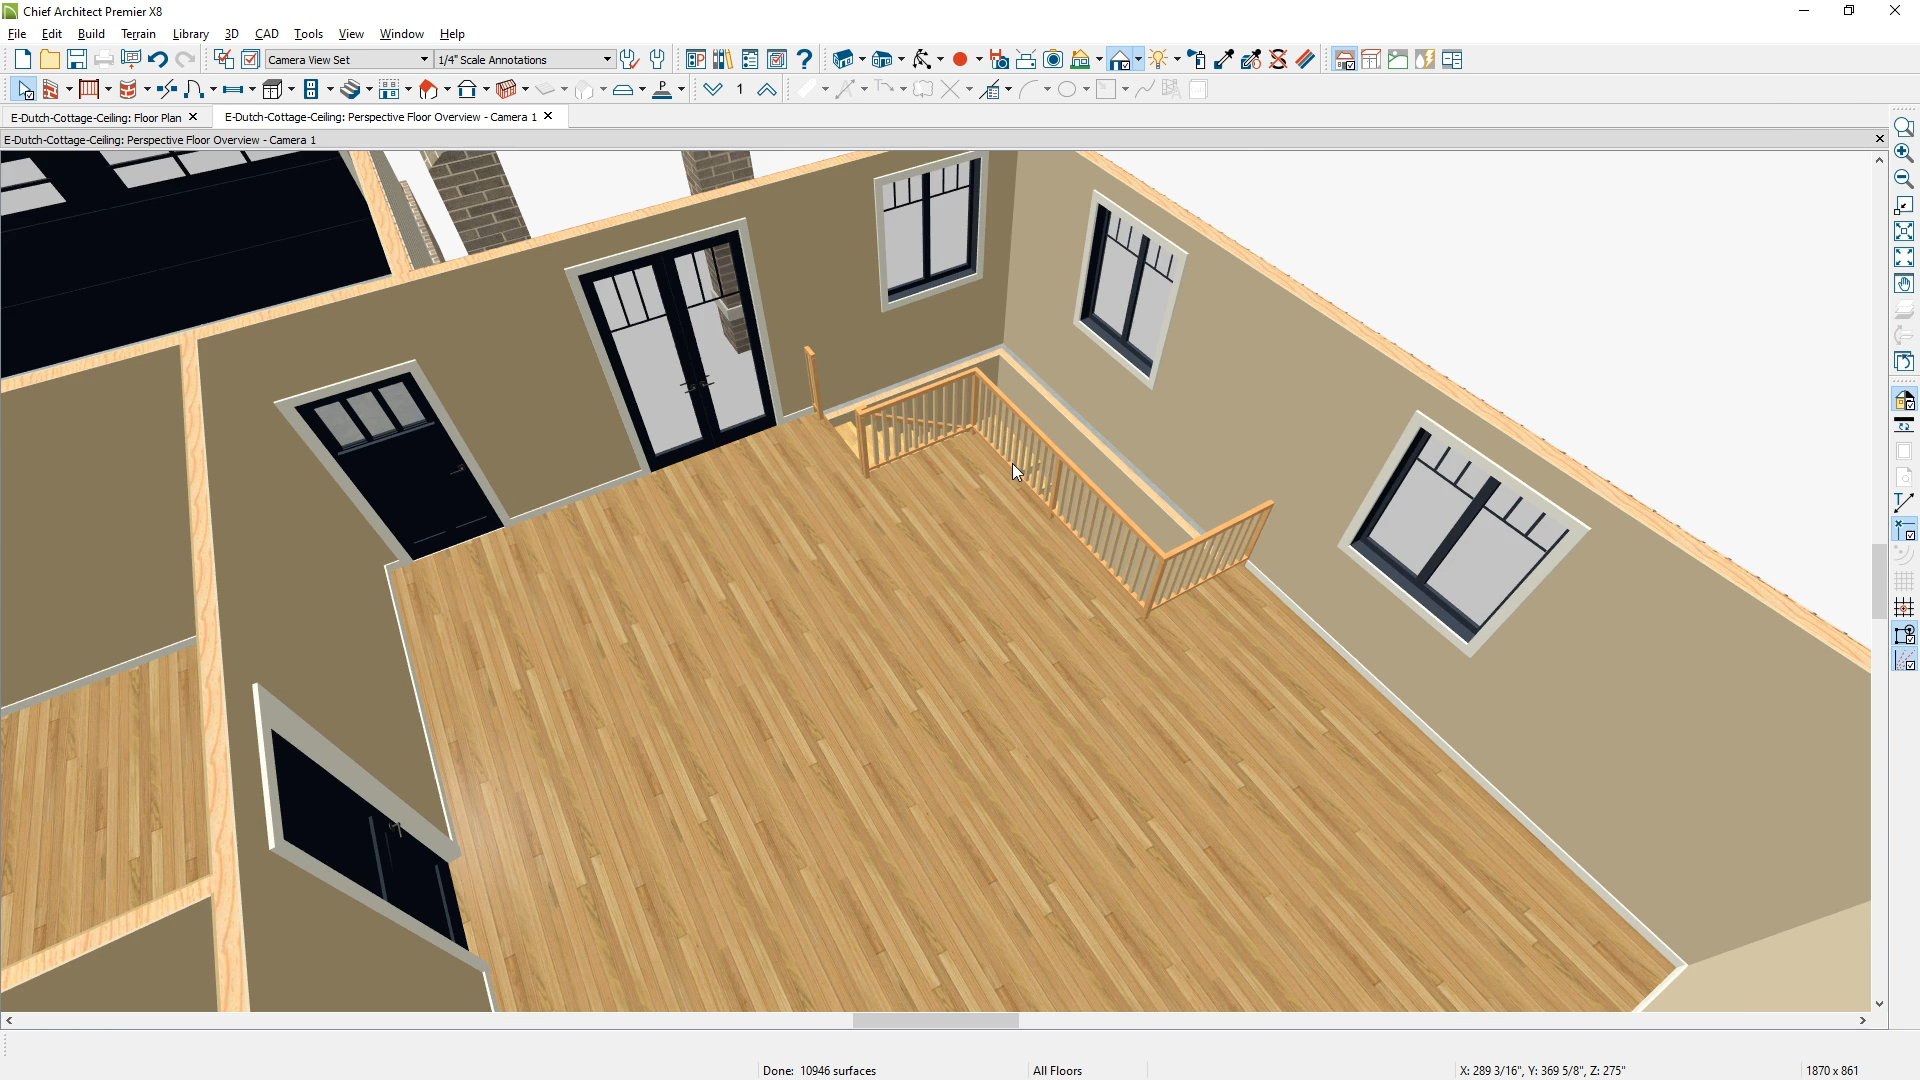 Chief Architect Premier X8
File Edit Build Terrain Library 3D CAD Tools View Window Help
Camera View Set 1/4" Scale Annotations ?
P 1
E-Dutch-Cottage-Ceiling: Floor Plan E-Dutch-Cottage-Ceiling: Perspective Floor Overview - Camera 1
E-Dutch-Cottage-Ceiling: Perspective Floor Overview - Camera 1
Done: 10946 surfaces All Floors X: 289 3/16", Y: 369 5/8", Z: 275" 1870 x 861